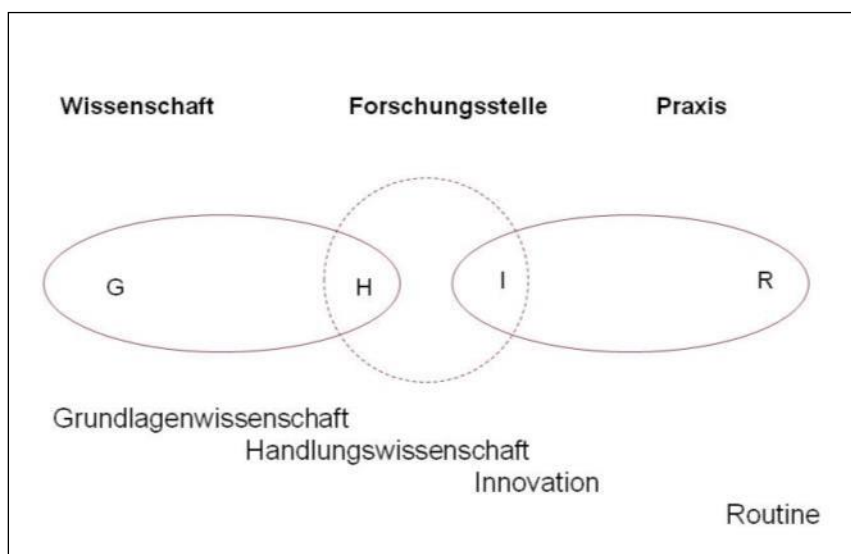 Wissenschaft Forschungsstelle Praxis
G H I R
Grundlagenwissenschaft
Handlungswissenschaft
Innovation
Routine